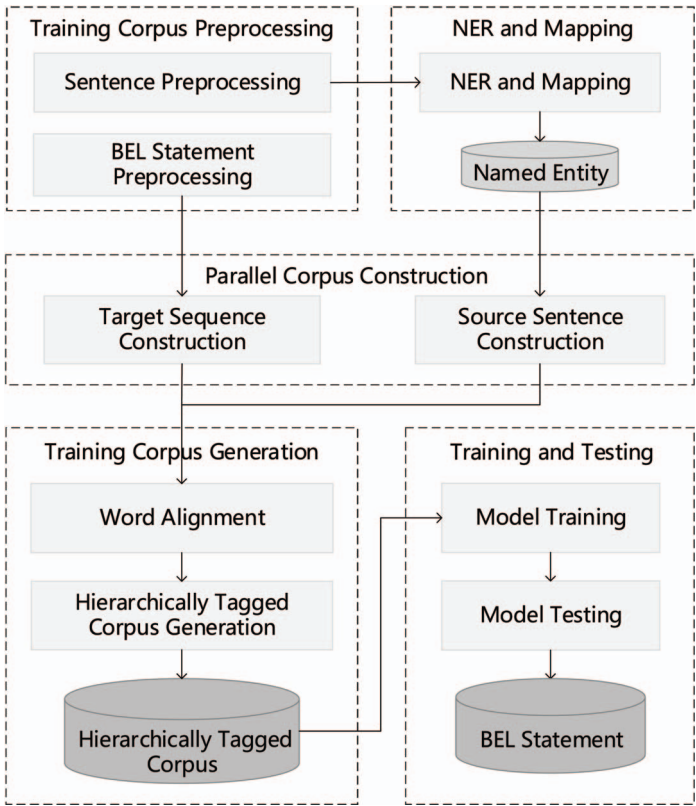 Training Corpus Preprocessing
Sentence Preprocessing
BEL Statement
Preprocessing
NER and Mapping
NER and Mapping
Named Entity
Parallel Corpus Construction
Target Sequence
Construction
Source Sentence
Construction
Training Corpus Generation
Word Alignment
Hierarchically Tagged
Corpus Generation
Hierarchically Tagged
Corpus
Training and Testing
Model Training
Model Testing
BEL Statement